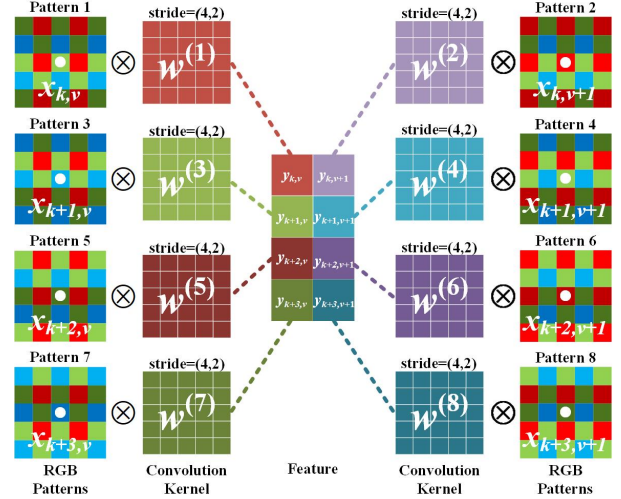 Pattern 1
stride=(4,2)
stride=(4,2)
Pattern 2
x_{k,v}
⊗
w^{(1)}
w^{(2)}
⊗
x_{k,v+1}
Pattern 3
stride=(4,2)
stride=(4,2)
Pattern 4
x_{k+1,v}
⊗
w^{(3)}
w^{(4)}
⊗
x_{k+1,v+1}
y_{k,v} y_{k,v+1}
y_{k+1,v} y_{k+1,v+1}
y_{k+2,v} y_{k+2,v+1}
y_{k+3,v} y_{k+3,v+1}
Pattern 5
stride=(4,2)
stride=(4,2)
Pattern 6
x_{k+2,v}
⊗
w^{(5)}
w^{(6)}
⊗
x_{k+2,v+1}
Pattern 7
stride=(4,2)
stride=(4,2)
Pattern 8
x_{k+3,v}
⊗
w^{(7)}
w^{(8)}
⊗
x_{k+3,v+1}
RGB
Patterns
Convolution
Kernel
Feature
Convolution
Kernel
RGB
Patterns